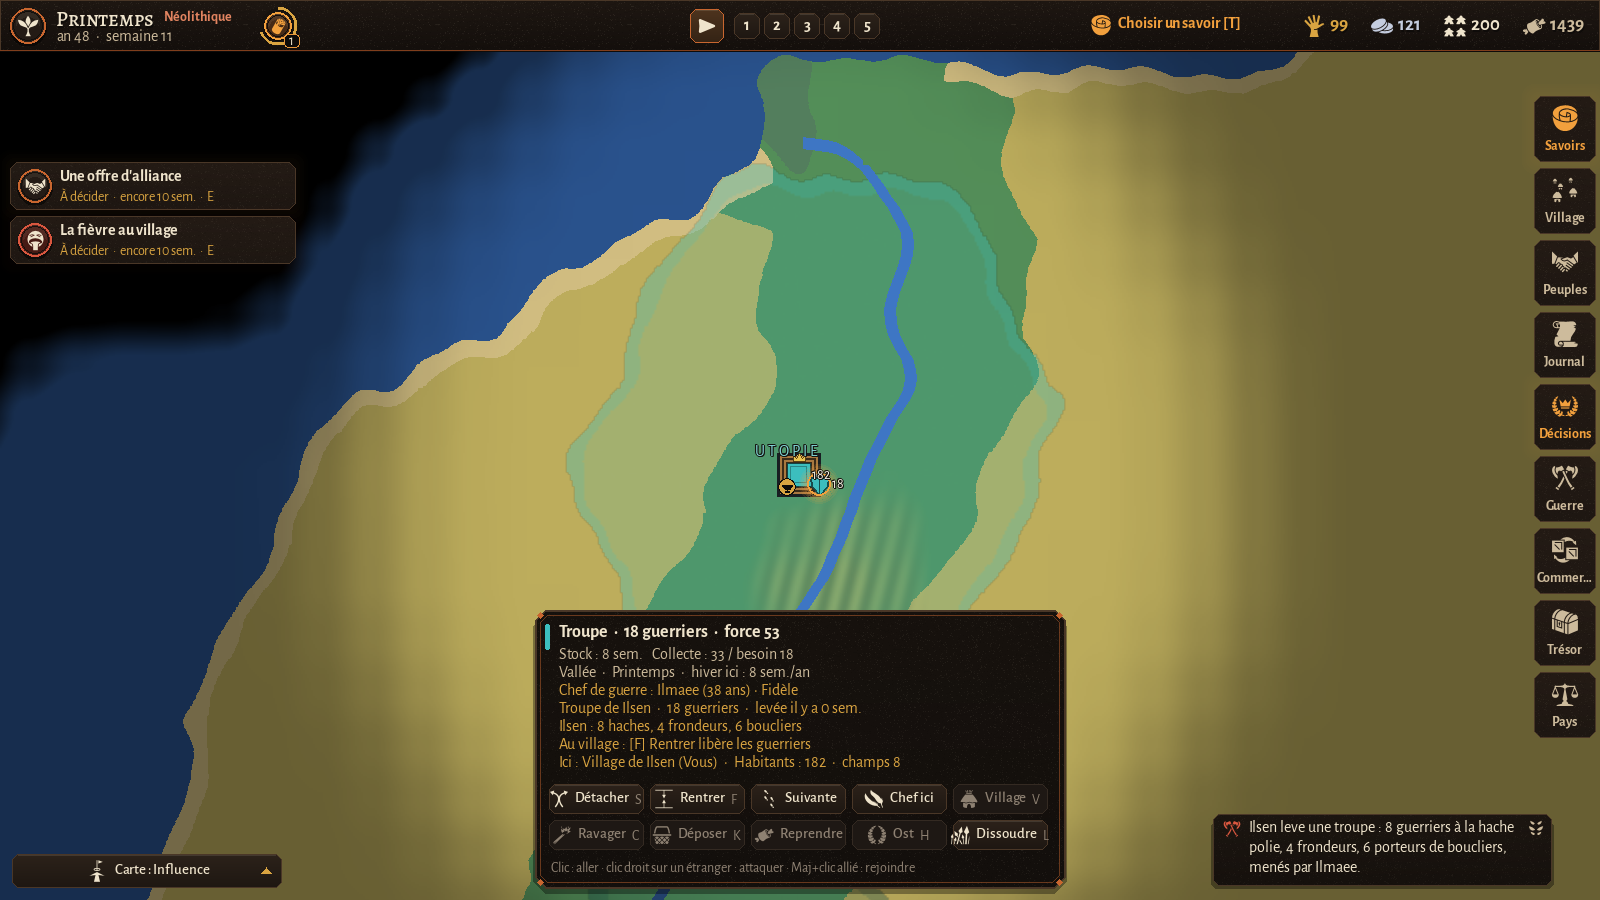 Printemps Néolithique
an 48 · semaine 11
1
1 2 3 4 5
Choisir un savoir [T]
99
121
200
1439
Une offre d'alliance
À décider · encore 10 sem. · E
La fièvre au village
À décider · encore 10 sem. · E
Savoirs
Village
Peuples
Journal
Décisions
Guerre
Commer...
Trésor
Pays
UTOPIE
182
18
Troupe · 18 guerriers · force 53
Stock : 8 sem. Collecte : 33 / besoin 18
Vallée · Printemps · hiver ici : 8 sem./an
Chef de guerre : Ilmaee (38 ans) · Fidèle
Troupe de Ilsen · 18 guerriers · levée il y a 0 sem.
Ilsen : 8 haches, 4 frondeurs, 6 boucliers
Au village : [F] Rentrer libère les guerriers
Ici : Village de Ilsen (Vous) · Habitants : 182 · champs 8
Détacher S Rentrer F Suivante Chef ici Village V
Ravager C Déposer K Reprendre Ost H Dissoudre L
Clic : aller · clic droit sur un étranger : attaquer · Maj+clic allié : rejoindre
Carte : Influence
Ilsen leve une troupe : 8 guerriers à la hache
polie, 4 frondeurs, 6 porteurs de boucliers,
menés par Ilmaee.